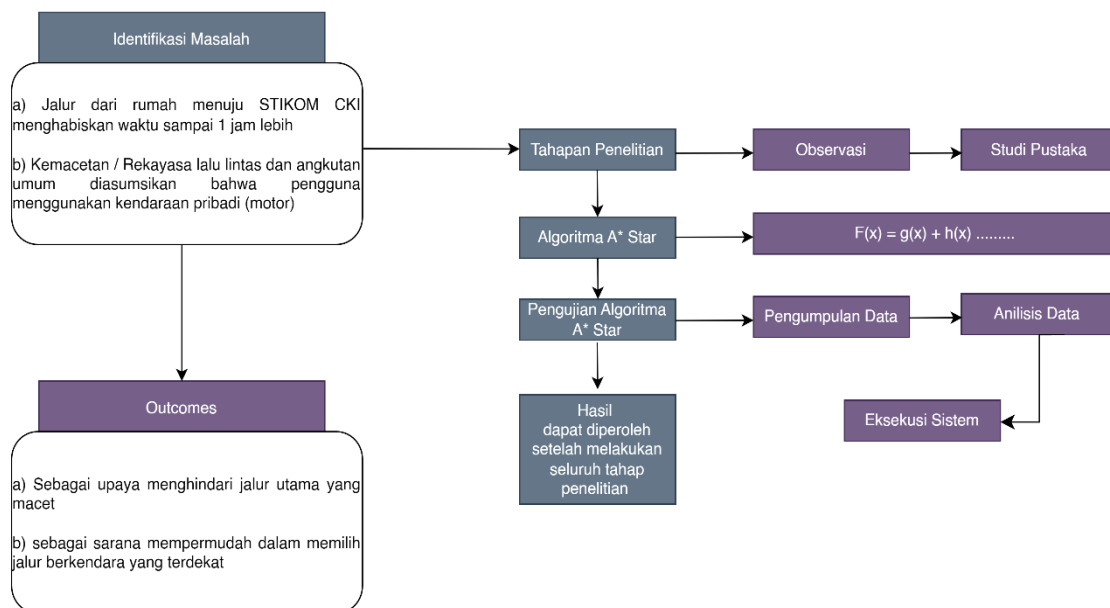 Identifikasi Masalah
a) Jalur dari rumah menuju STIKOM CKI
menghabiskan waktu sampai 1 jam lebih
b) Kemacetan / Rekayasa lalu lintas dan angkutan
umum diasumsikan bahwa pengguna
menggunakan kendaraan pribadi (motor)
Tahapan Penelitian
Observasi
Studi Pustaka
Algoritma A* Star
F(x) = g(x) + h(x) .........
Pengujian Algoritma
A* Star
Pengumpulan Data
Anilisis Data
Hasil
dapat diperoleh
setelah melakukan
seluruh tahap
penelitian
Eksekusi Sistem
Outcomes
a) Sebagai upaya menghindari jalur utama yang
macet
b) sebagai sarana mempermudah dalam memilih
jalur berkendara yang terdekat